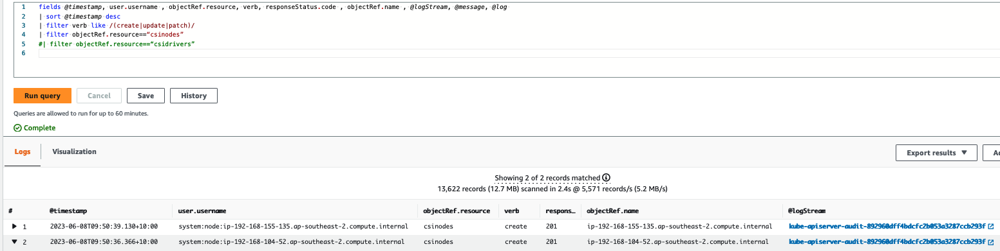 1 fields @timestamp, user.username , objectRef.resource, verb, responseStatus.code , objectRef.name , @logStream, @message, @log
2 | sort @timestamp desc
3 | filter verb like /(create|update|patch)/
4 | filter objectRef.resource==“csinodes”
5 #| filter objectRef.resource==“csidrivers”
6
Run query Cancel Save History
Queries are allowed to run for up to 60 minutes.
Complete
Logs Visualization
Export results
Showing 2 of 2 records matched
13,622 records (12.7 MB) scanned in 2.4s @ 5,571 records/s (5.2 MB/s)
# @timestamp user.username objectRef.resource verb respons… objectRef.name @logStream
1 2023-06-08T09:50:39.130+10:00 system:node:ip-192-168-155-135.ap-southeast-2.compute.internal csinodes create 201 ip-192-168-155-135.ap-southeast-2.compute.internal kube-apiserver-audit-892960dff4bdcfc2b053a3287ccb293f
2 2023-06-08T09:50:36.366+10:00 system:node:ip-192-168-104-52.ap-southeast-2.compute.internal csinodes create 201 ip-192-168-104-52.ap-southeast-2.compute.internal kube-apiserver-audit-892960dff4bdcfc2b053a3287ccb293f